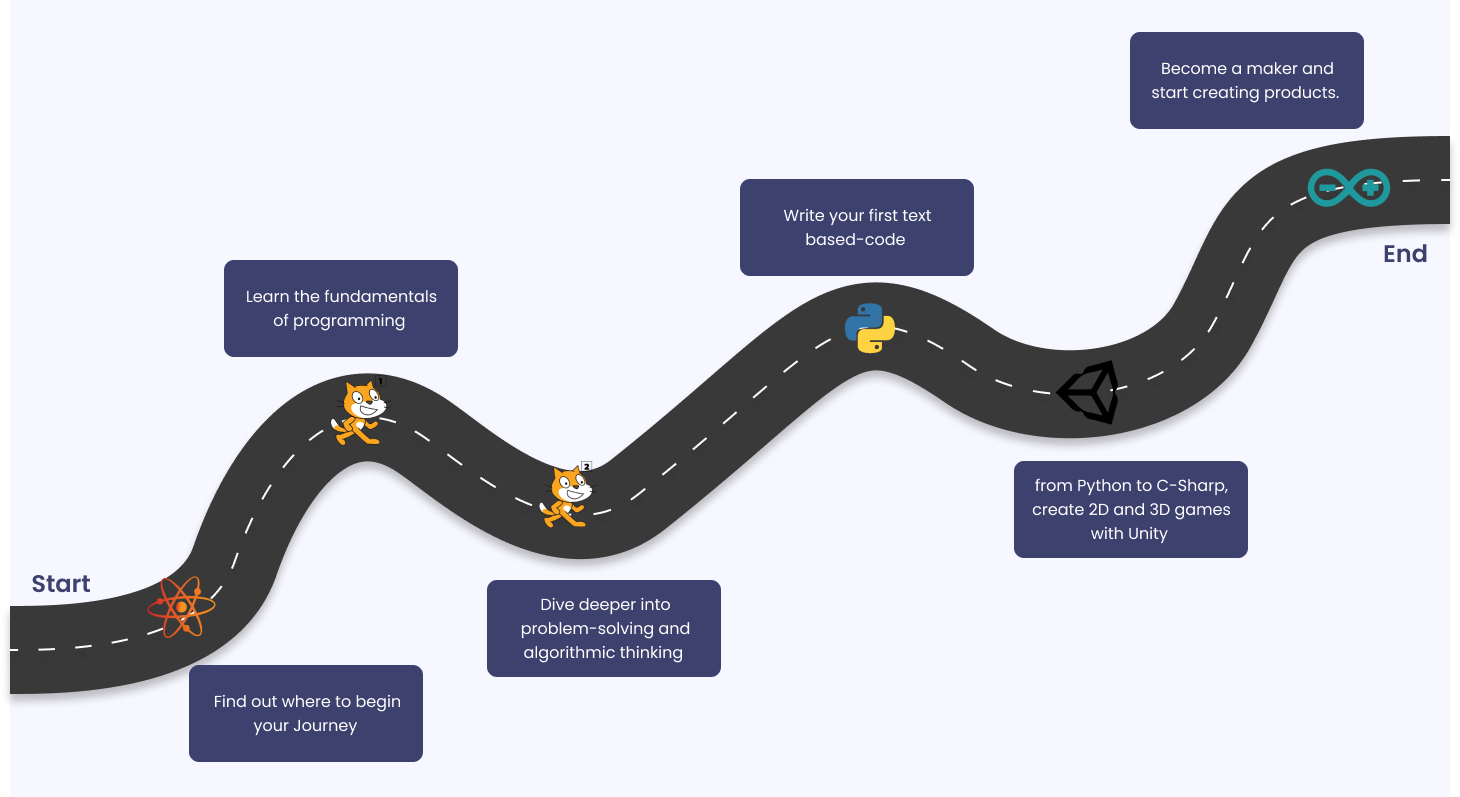 Become a maker and
start creating products.
Write your first text
based-code
End
Learn the fundamentals
of programming
1
2
from Python to C-Sharp,
create 2D and 3D games
with Unity
Start
Dive deeper into
problem-solving and
algorithmic thinking
Find out where to begin
your Journey